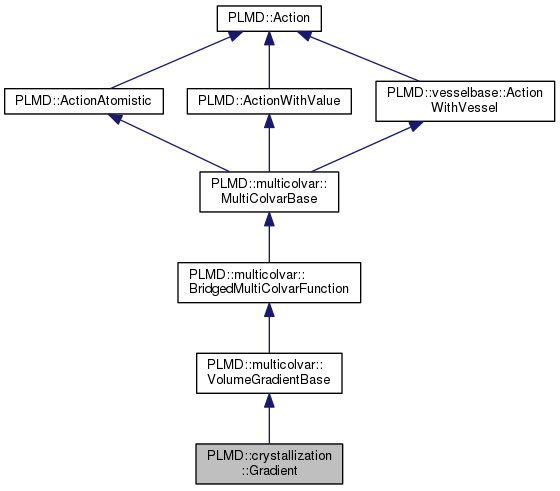 PLMD::Action
PLMD::ActionAtomistic
PLMD::ActionWithValue
PLMD::vesselbase::Action
WithVessel
PLMD::multicolvar::
MultiColvarBase
PLMD::multicolvar::
BridgedMultiColvarFunction
PLMD::multicolvar::
VolumeGradientBase
PLMD::crystallization
::Gradient